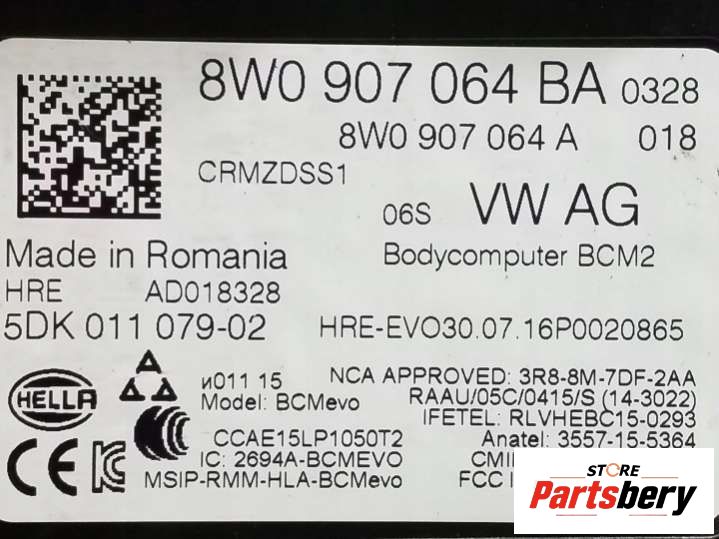 8W0 907 064 BA 0328
8W0 907 064 A 018
CRMZDSS1
06S VW AG
Made in Romania Bodycomputer BCM2
HRE AD018328
5DK 011 079-02 HRE-EVO30.07.16P0020865
HELLA
и011 15 NCA APPROVED: 3R8-8M-7DF-2AA
Model: BCMevo RAAU/05C/0415/S (14-3022)
IFETEL: RLVHEBC15-0293
CCAE15LP1050T2 Anatel: 3557-15-5364
IC: 2694A-BCMEVO CMII
MSIP-RMM-HLA-BCMevo FCC I
CE
STORE
Partsbery